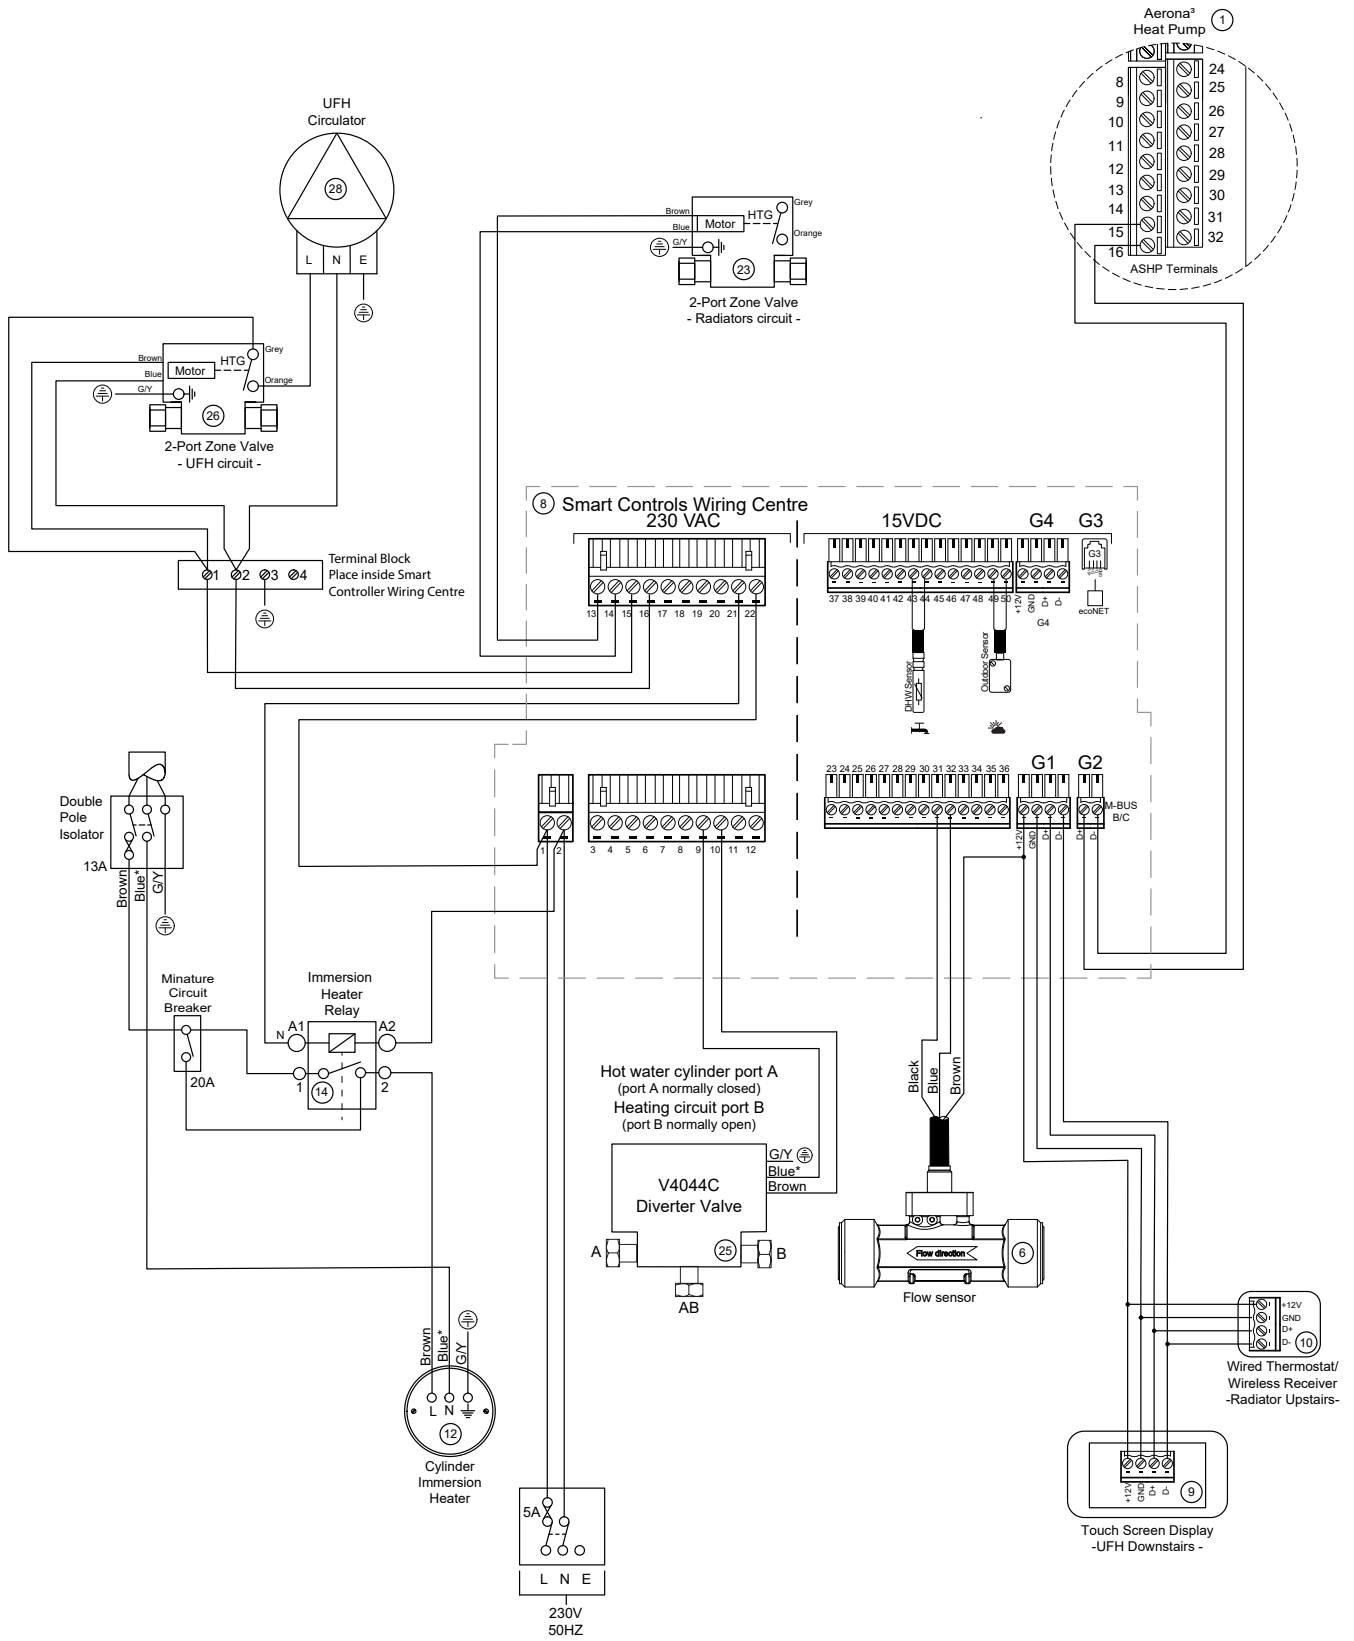 Aerona³
Heat Pump
1
8
9
10
11
12
13
14
15
16
24
25
26
27
28
29
30
31
32
ASHP Terminals
UFH
Circulator
28
L N E
Brown
Blue
G/Y
Motor
HTG
Grey
Orange
23
2-Port Zone Valve
- Radiators circuit -
Brown
Blue
G/Y
Motor
HTG
Grey
Orange
26
2-Port Zone Valve
- UFH circuit -
1 2 3 4
Terminal Block
Place inside Smart
Controller Wiring Centre
8 Smart Controls Wiring Centre
230 VAC
15VDC
G4
G3
13 14 15 16 17 18 19 20 21 22
37 38 39 40 41 42 43 44 45 46 47 48 49 50
+12V
GND
D+
D-
G4
G3
ecoNET
DHW Sensor
Outdoor Sensor
23 24 25 26 27 28 29 30 31 32 33 34 35 36
G1
G2
M-BUS
B/C
+12V
GND
D+
D-
D+
D-
1 2
3 4 5 6 7 8 9 10 11 12
Double
Pole
Isolator
13A
Brown
Blue*
G/Y
Minature
Circuit
Breaker
20A
Immersion
Heater
Relay
N
A1
A2
1
14
2
Hot water cylinder port A
(port A normally closed)
Heating circuit port B
(port B normally open)
V4044C
Diverter Valve
G/Y
Blue*
Brown
A
25
B
AB
Black
Blue
Brown
Flow direction
6
Flow sensor
+12V
GND
D+
D-
10
Wired Thermostat/
Wireless Receiver
-Radiator Upstairs-
Brown
Blue*
G/Y
L N
12
Cylinder
Immersion
Heater
+12V
GND
D+
D-
9
Touch Screen Display
-UFH Downstairs -
5A
L N E
230V
50HZ